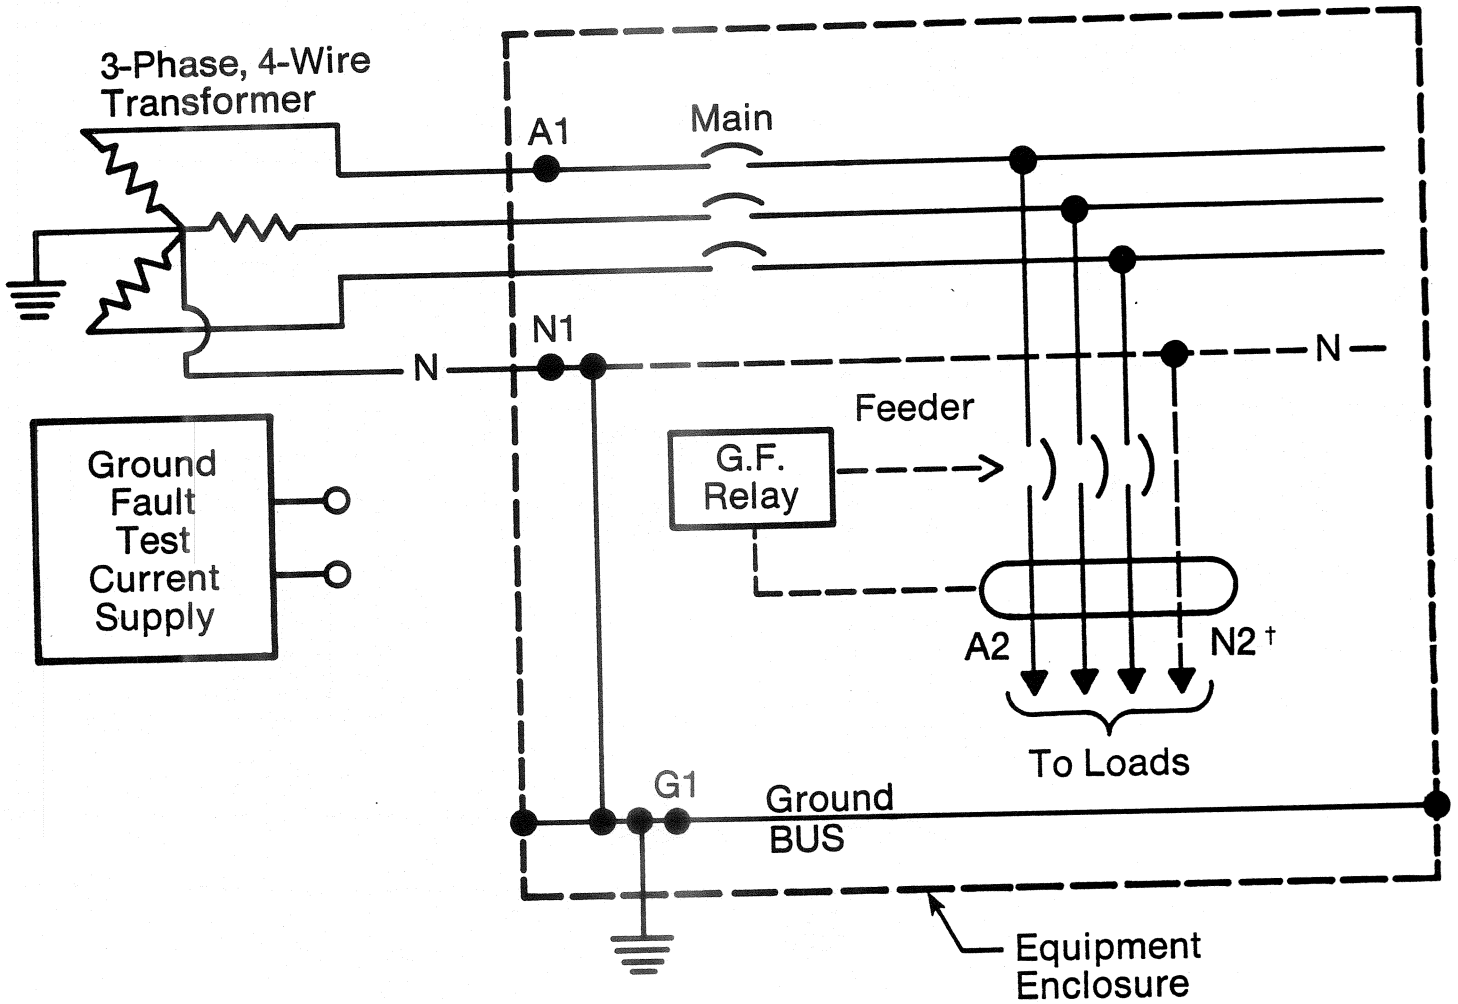 3-Phase, 4-Wire
Transformer
A1
Main
N1
N
N
Feeder
G.F.
Relay
Ground
Fault
Test
Current
Supply
A2
N2 †
To Loads
G1
Ground
BUS
Equipment
Enclosure